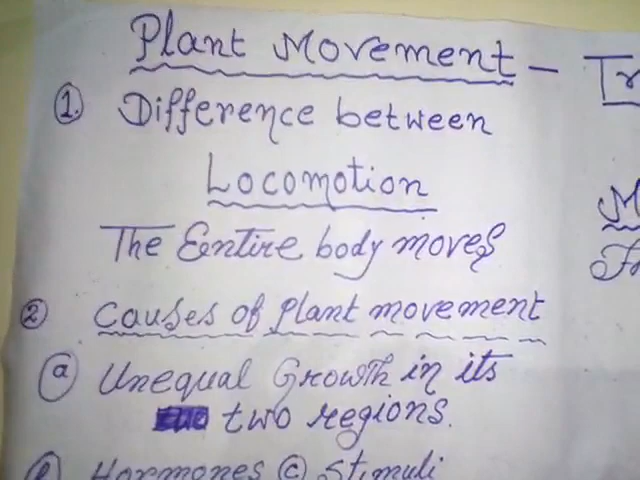 Plant Movement -
① Difference between
Locomotion
The Entire body moves
② Causes of Plant movement
ⓐ Unequal Growth in its
two regions.
Hormones ⓒ Stimuli